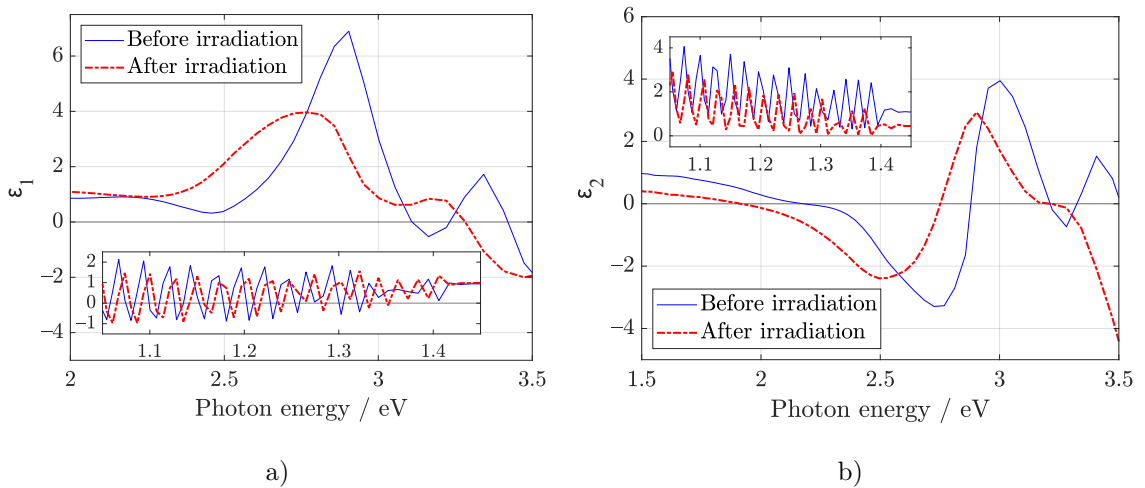 6
4
2
0
−2
−4
ε1
Before irradiation
After irradiation
2
1
0
−1
1.1 1.2 1.3 1.4
2 2.5 3 3.5
Photon energy / eV
a)
6
4
2
0
−2
−4
ε2
4
2
0
1.1 1.2 1.3 1.4
Before irradiation
After irradiation
1.5 2 2.5 3 3.5
Photon energy / eV
b)